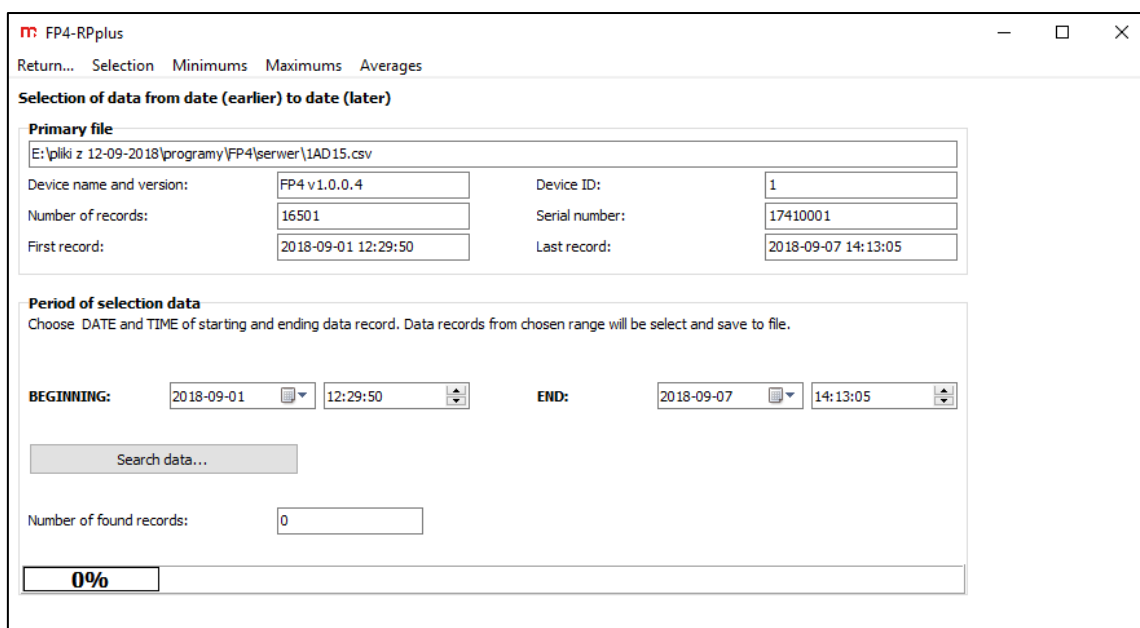 FP4-RPplus
Return... Selection Minimums Maximums Averages
Selection of data from date (earlier) to date (later)
Primary file
E:\pliki z 12-09-2018\programy\FP4\serwer\1AD15.csv
Device name and version: FP4 v1.0.0.4 Device ID: 1
Number of records: 16501 Serial number: 17410001
First record: 2018-09-01 12:29:50 Last record: 2018-09-07 14:13:05
Period of selection data
Choose DATE and TIME of starting and ending data record. Data records from chosen range will be select and save to file.
BEGINNING: 2018-09-01 12:29:50 END: 2018-09-07 14:13:05
Search data...
Number of found records: 0
0%